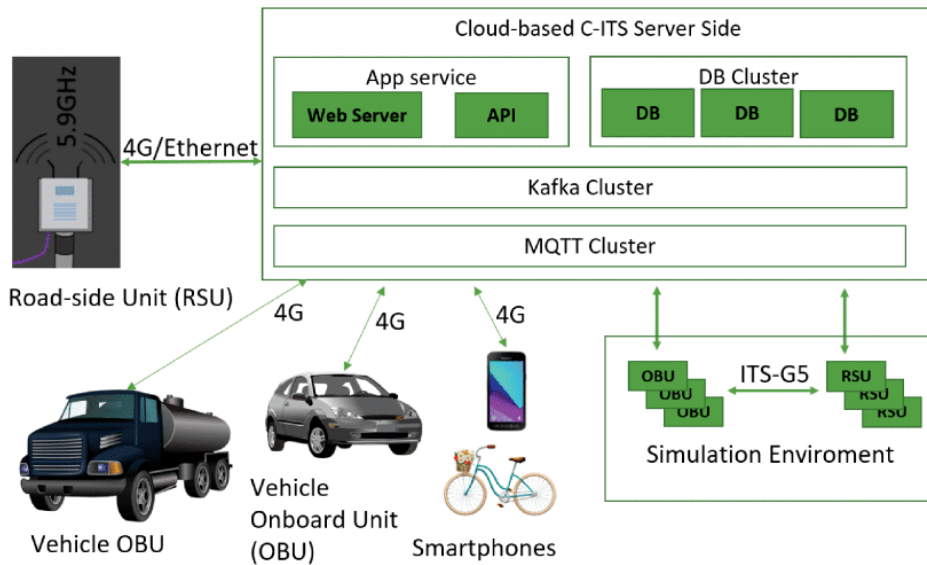 Cloud-based C-ITS Server Side
App service
Web Server
API
DB Cluster
DB
DB
DB
Kafka Cluster
MQTT Cluster
5.9GHz
4G/Ethernet
Road-side Unit (RSU)
4G
4G
4G
Vehicle OBU
Vehicle
Onboard Unit
(OBU)
Smartphones
OBU
OBU
OBU
ITS-G5
RSU
RSU
RSU
Simulation Enviroment